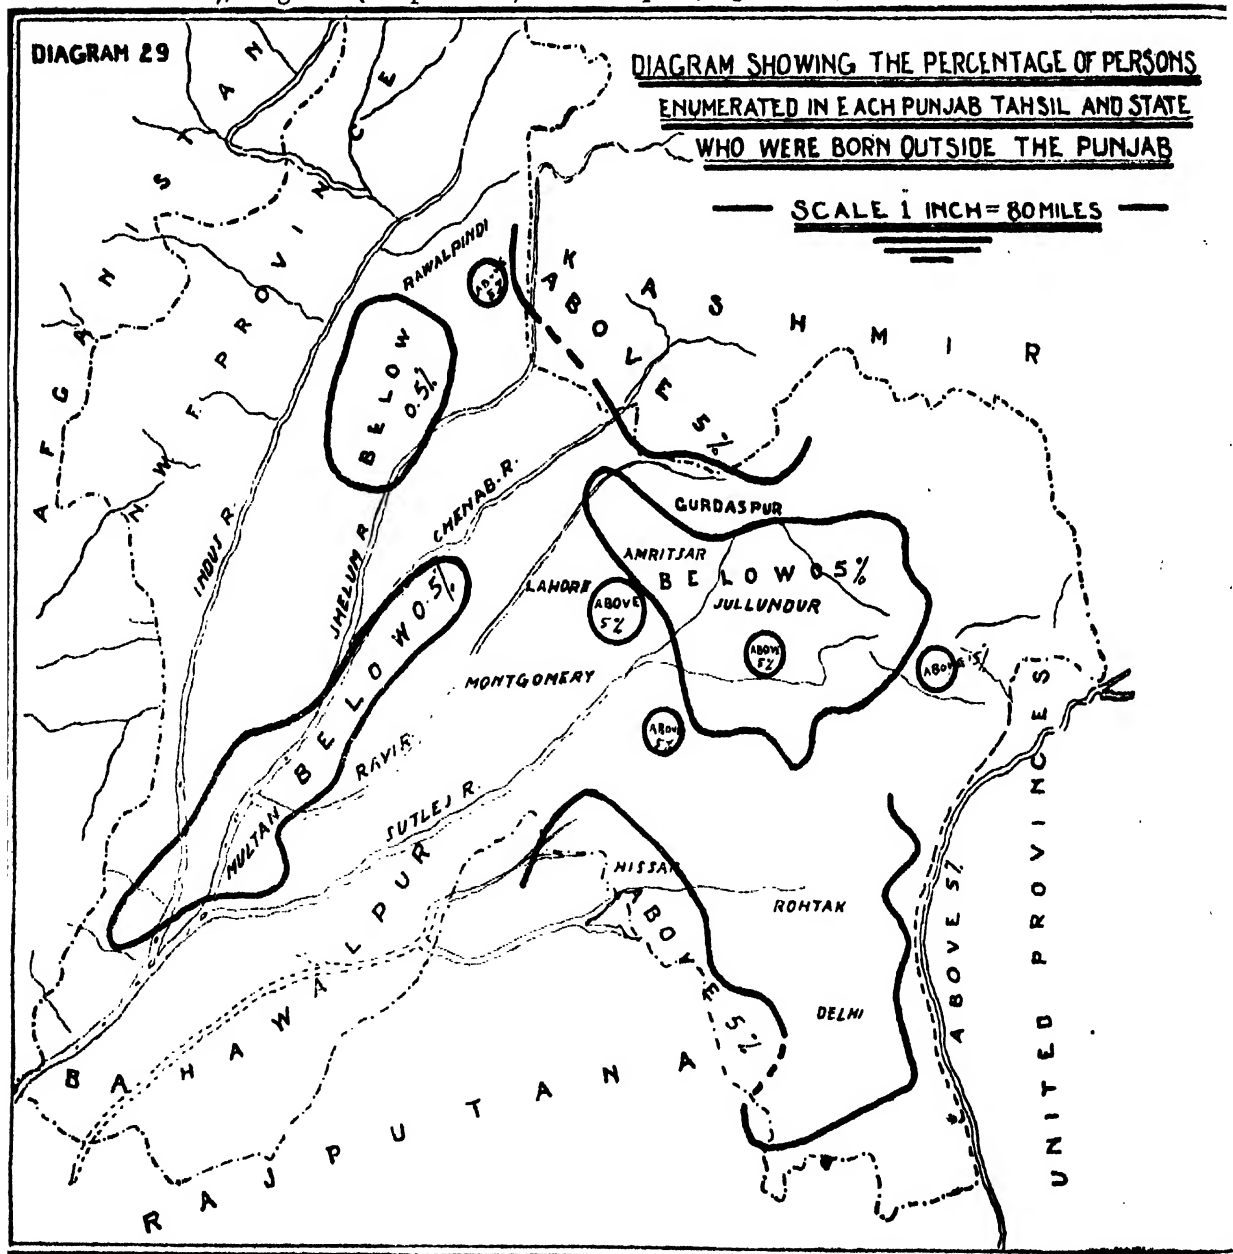 DIAGRAM 29
DIAGRAM SHOWING THE PERCENTAGE OF PERSONS
ENUMERATED IN EACH PUNJAB TAHSIL AND STATE
WHO WERE BORN OUTSIDE THE PUNJAB
SCALE 1 INCH = 80 MILES
AFGANISTAN
N W F PROVINCE
KASHMIR
RAWALPINDI
ABOVE 5%
ABOVE 5%
BELOW 0.5%
INDUS R.
JHELUM R
CHENAB. R.
GURDASPUR
AMRITSAR
BELOW 0 5%
LAHORE
ABOVE 5%
JULLUNDUR
ABOVE 5%
ABOVE 5%
BELOW 0.5%
MONTGOMERY
ABOVE 5%
RAVI R.
MULTAN
SUTLEJ R.
HISSAR
ROHTAK
ABOVE 5%
DELHI
ABOVE 5%
UNITED PROVINCES
BAHAWALPUR
RAJPUTANA